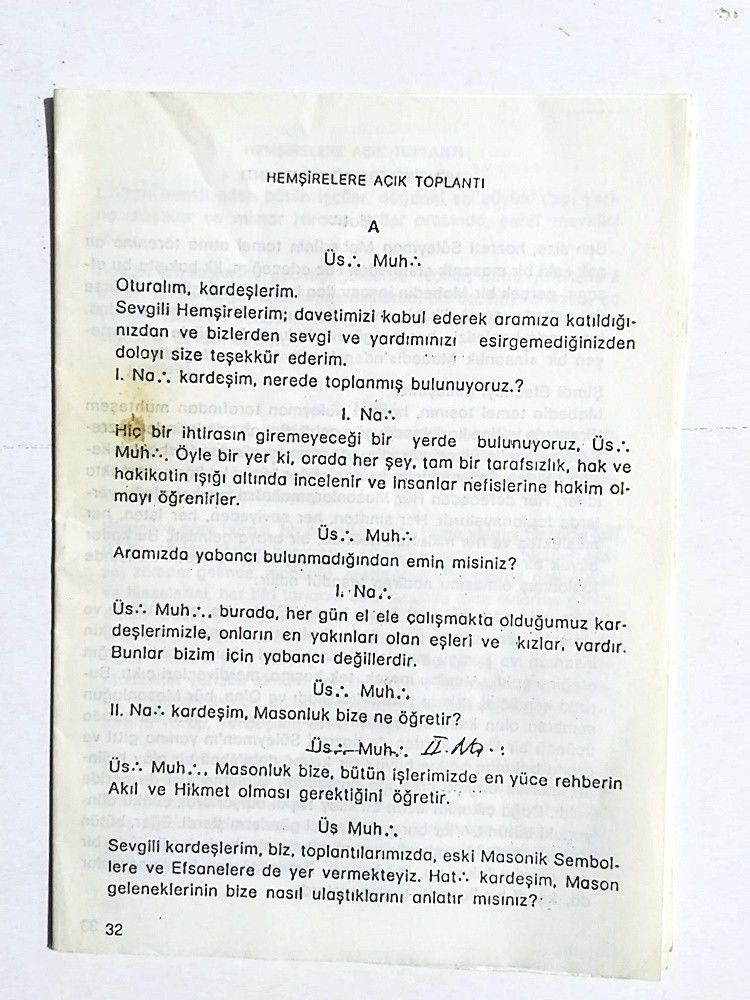 HEMŞİRELERE AÇIK TOPLANTI
A
Üs∴ Muh∴
Oturalım, kardeşlerim.
Sevgili Hemşirelerim; davetimizi kabul ederek aramıza katıldığı-
nızdan ve bizlerden sevgi ve yardımınızı esirgemediğinizden
dolayı size teşekkür ederim.
I. Na∴ kardeşim, nerede toplanmış bulunuyoruz.?
I. Na∴
Hiç bir ihtirasın giremeyeceği bir yerde bulunuyoruz, Üs∴
Muh∴. Öyle bir yer ki, orada her şey, tam bir tarafsızlık, hak ve
hakikatin ışığı altında incelenir ve insanlar nefislerine hakim ol-
mayı öğrenirler.
Üs∴ Muh∴
Aramızda yabancı bulunmadığından emin misiniz?
I. Na∴
Üs∴ Muh∴, burada, her gün el ele çalışmakta olduğumuz kar-
deşlerimizle, onların en yakınları olan eşleri ve kızlar, vardır.
Bunlar bizim için yabancı değillerdir.
Üs∴ Muh∴
II. Na∴ kardeşim, Masonluk bize ne öğretir?
Üs∴ Muh∴ II. Na∴
Üs∴ Muh∴, Masonluk bize, bütün işlerimizde en yüce rehberin
Akıl ve Hikmet olması gerektiğini öğretir.
Üs Muh∴
Sevgili kardeşlerim, biz, toplantılarımızda, eski Masonik Sembol-
lere ve Efsanelere de yer vermekteyiz. Hat∴ kardeşim, Mason
geleneklerinin bize nasıl ulaştıklarını anlatır mısınız?
32